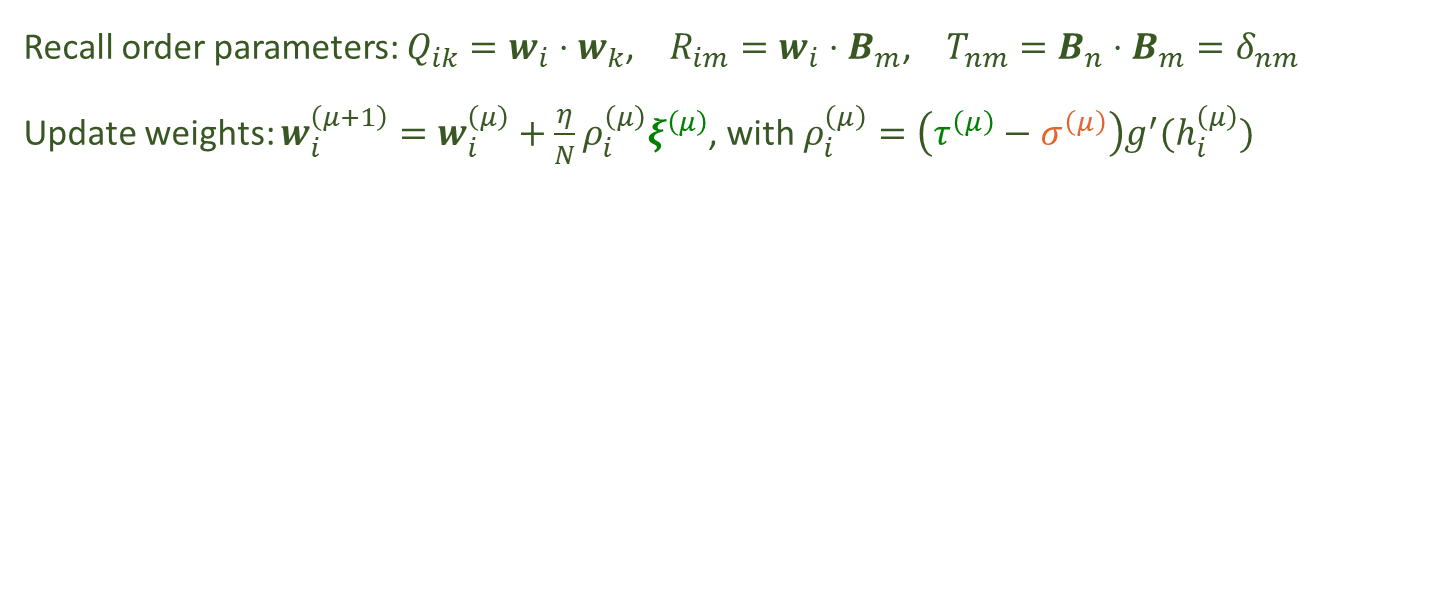 Recall order parameters: 𝑄_{𝑖𝑘} = 𝒘_𝑖 ⋅ 𝒘_𝑘, 𝑅_{𝑖𝑚} = 𝒘_𝑖 ⋅ 𝑩_𝑚, 𝑇_{𝑛𝑚} = 𝑩_𝑛 ⋅ 𝑩_𝑚 = 𝛿_{𝑛𝑚}
Update weights: 𝒘_𝑖^{(𝜇+1)} = 𝒘_𝑖^{(𝜇)} + \frac{𝜂}{𝑁} 𝜌_𝑖^{(𝜇)} 𝝃^{(𝜇)}, with 𝜌_𝑖^{(𝜇)} = (𝜏^{(𝜇)} − 𝜎^{(𝜇)})𝑔′(ℎ_𝑖^{(𝜇)})